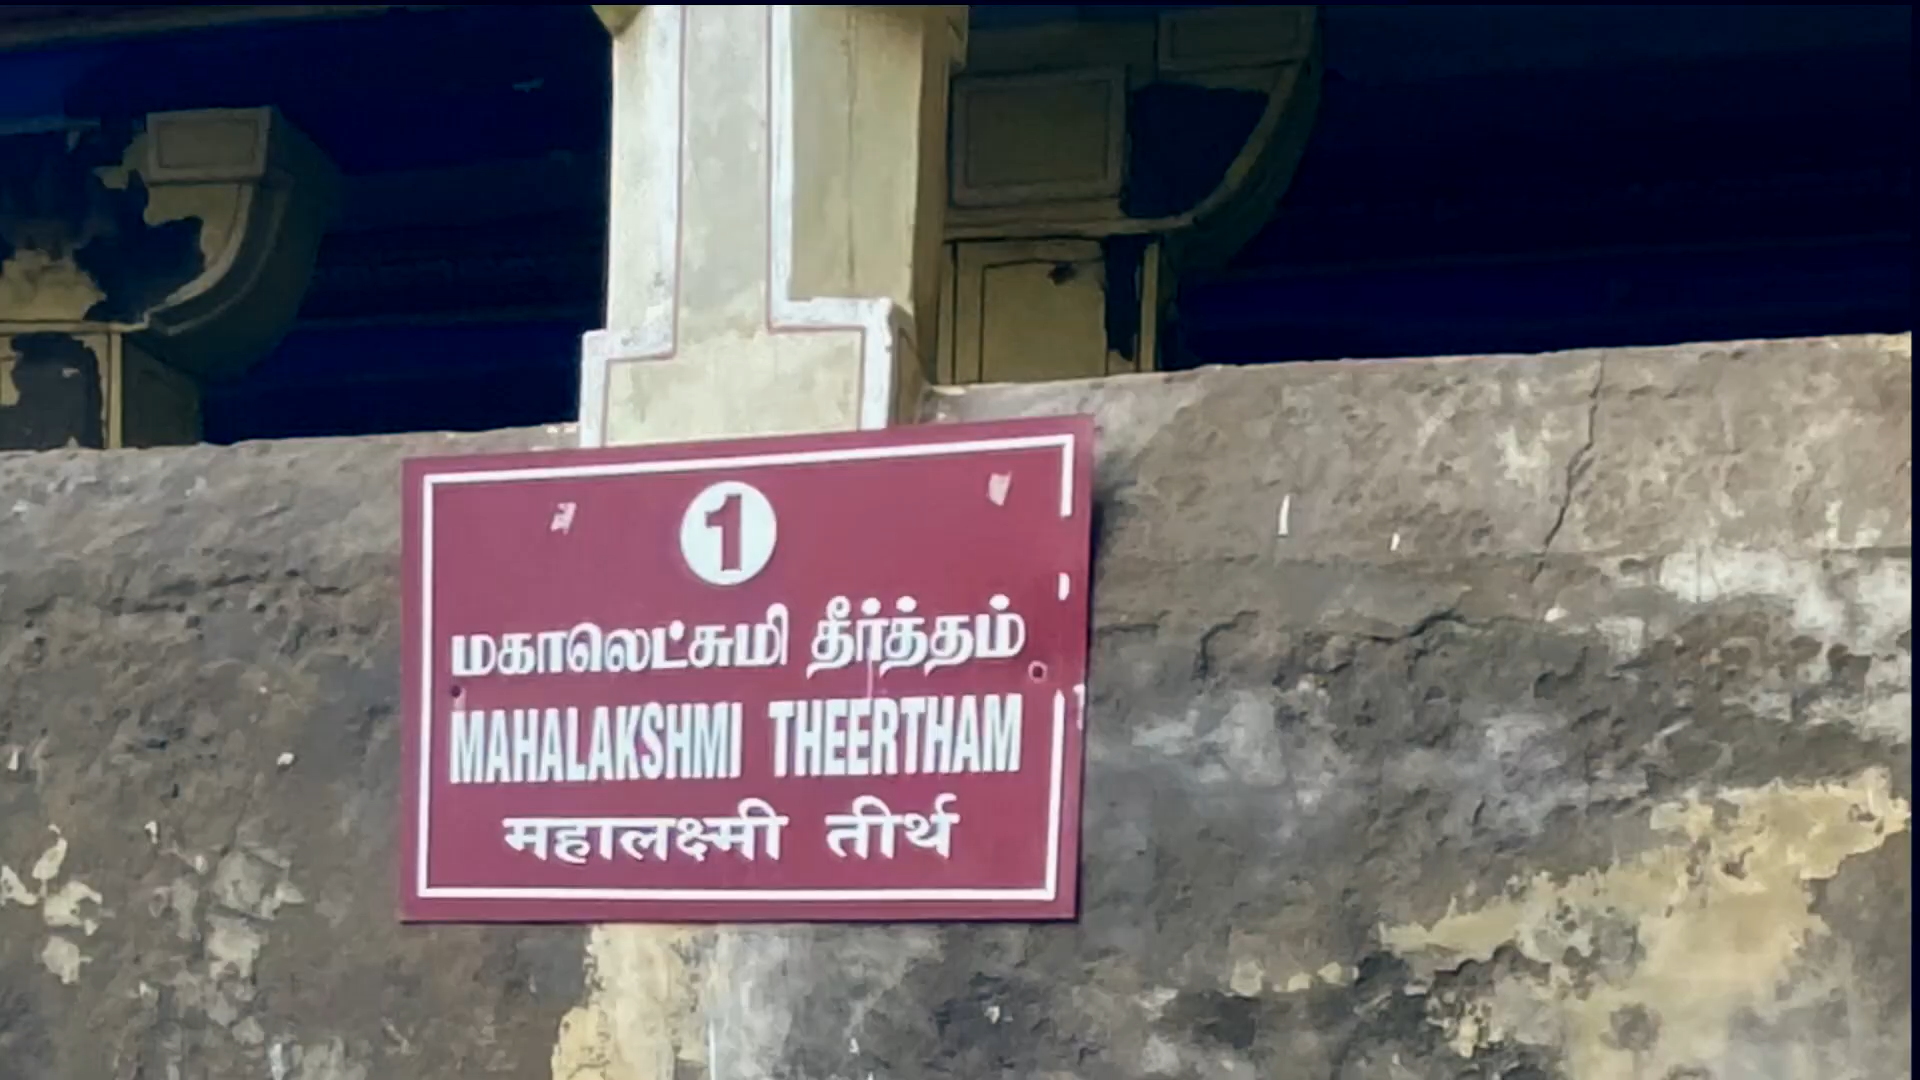 1
மகாலெட்சுமி தீர்த்தம்
MAHALAKSHMI THEERTHAM
महालक्ष्मी तीर्थ